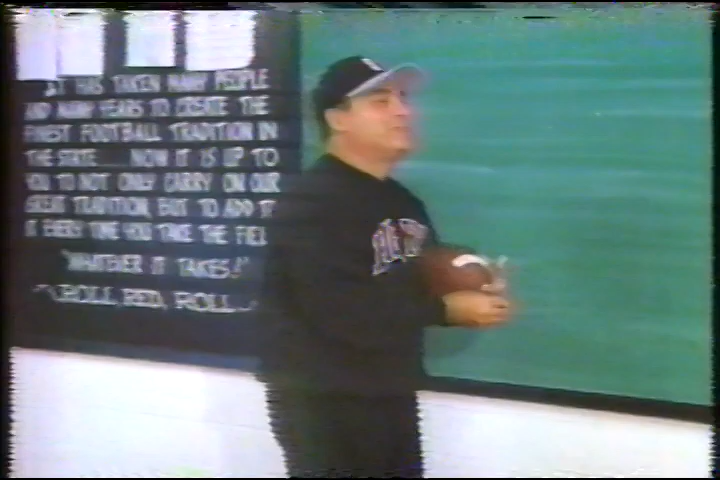 IT HAS TAKEN MANY PEOPLE
AND MANY YEARS TO CREATE THE
FINEST FOOTBALL TRADITION IN
THE STATE.... NOW IT IS UP TO
YOU TO NOT ONLY CARRY ON OUR
GREAT TRADITION, BUT TO ADD TO
IT EVERY TIME YOU TAKE THE FIEL
"WHATEVER IT TAKES!"
ROLL, RED, ROLL